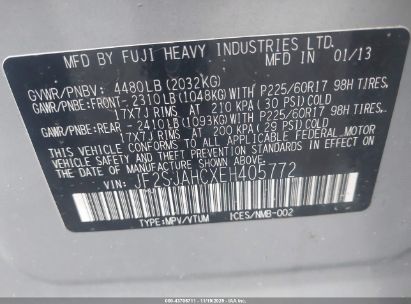 MFD BY FUJI HEAVY INDUSTRIES LTD. IN JAPAN 01/13
GVWR/PNBV: 4480LB (2032KG)
GAWR/PNBE: FRONT- 2310LB(1048KG)WITH P225/60R17 98H TIRES,
17X7J RIMS AT 210 KPA (30 PSI)COLD
GAWR/PNBE: REAR - 2410LB(1093KG)WITH P225/60R17 98H TIRES,
17X7J RIMS AT 200 KPA (29 PSI)COLD
THIS VEHICLE CONFORMS TO ALL APPLICABLE FEDERAL MOTOR
VEHICLE SAFETY AND BUMPER STANDARDS IN EFFECT ON
THE DATE OF MANUFACTURE SHOWN ABOVE.
VIN: JF2SJAHCXEH405772
TYPE:MPV/VTUM ICES/NMB-002